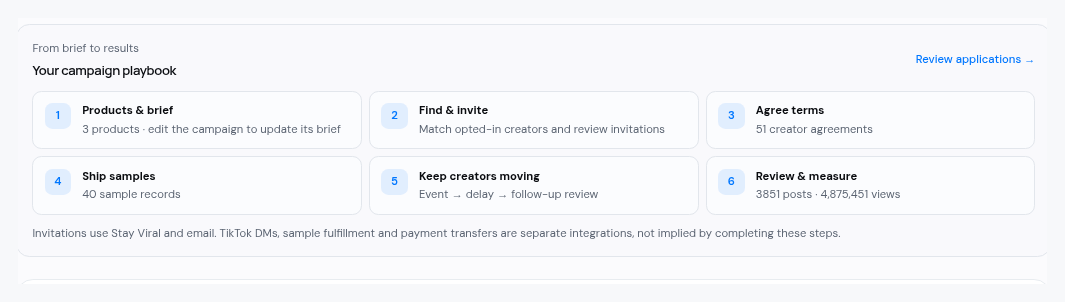 From brief to results
Your campaign playbook
Review applications →
1
Products & brief
3 products · edit the campaign to update its brief
2
Find & invite
Match opted-in creators and review invitations
3
Agree terms
51 creator agreements
4
Ship samples
40 sample records
5
Keep creators moving
Event → delay → follow-up review
6
Review & measure
3851 posts · 4,875,451 views
Invitations use Stay Viral and email. TikTok DMs, sample fulfillment and payment transfers are separate integrations, not implied by completing these steps.